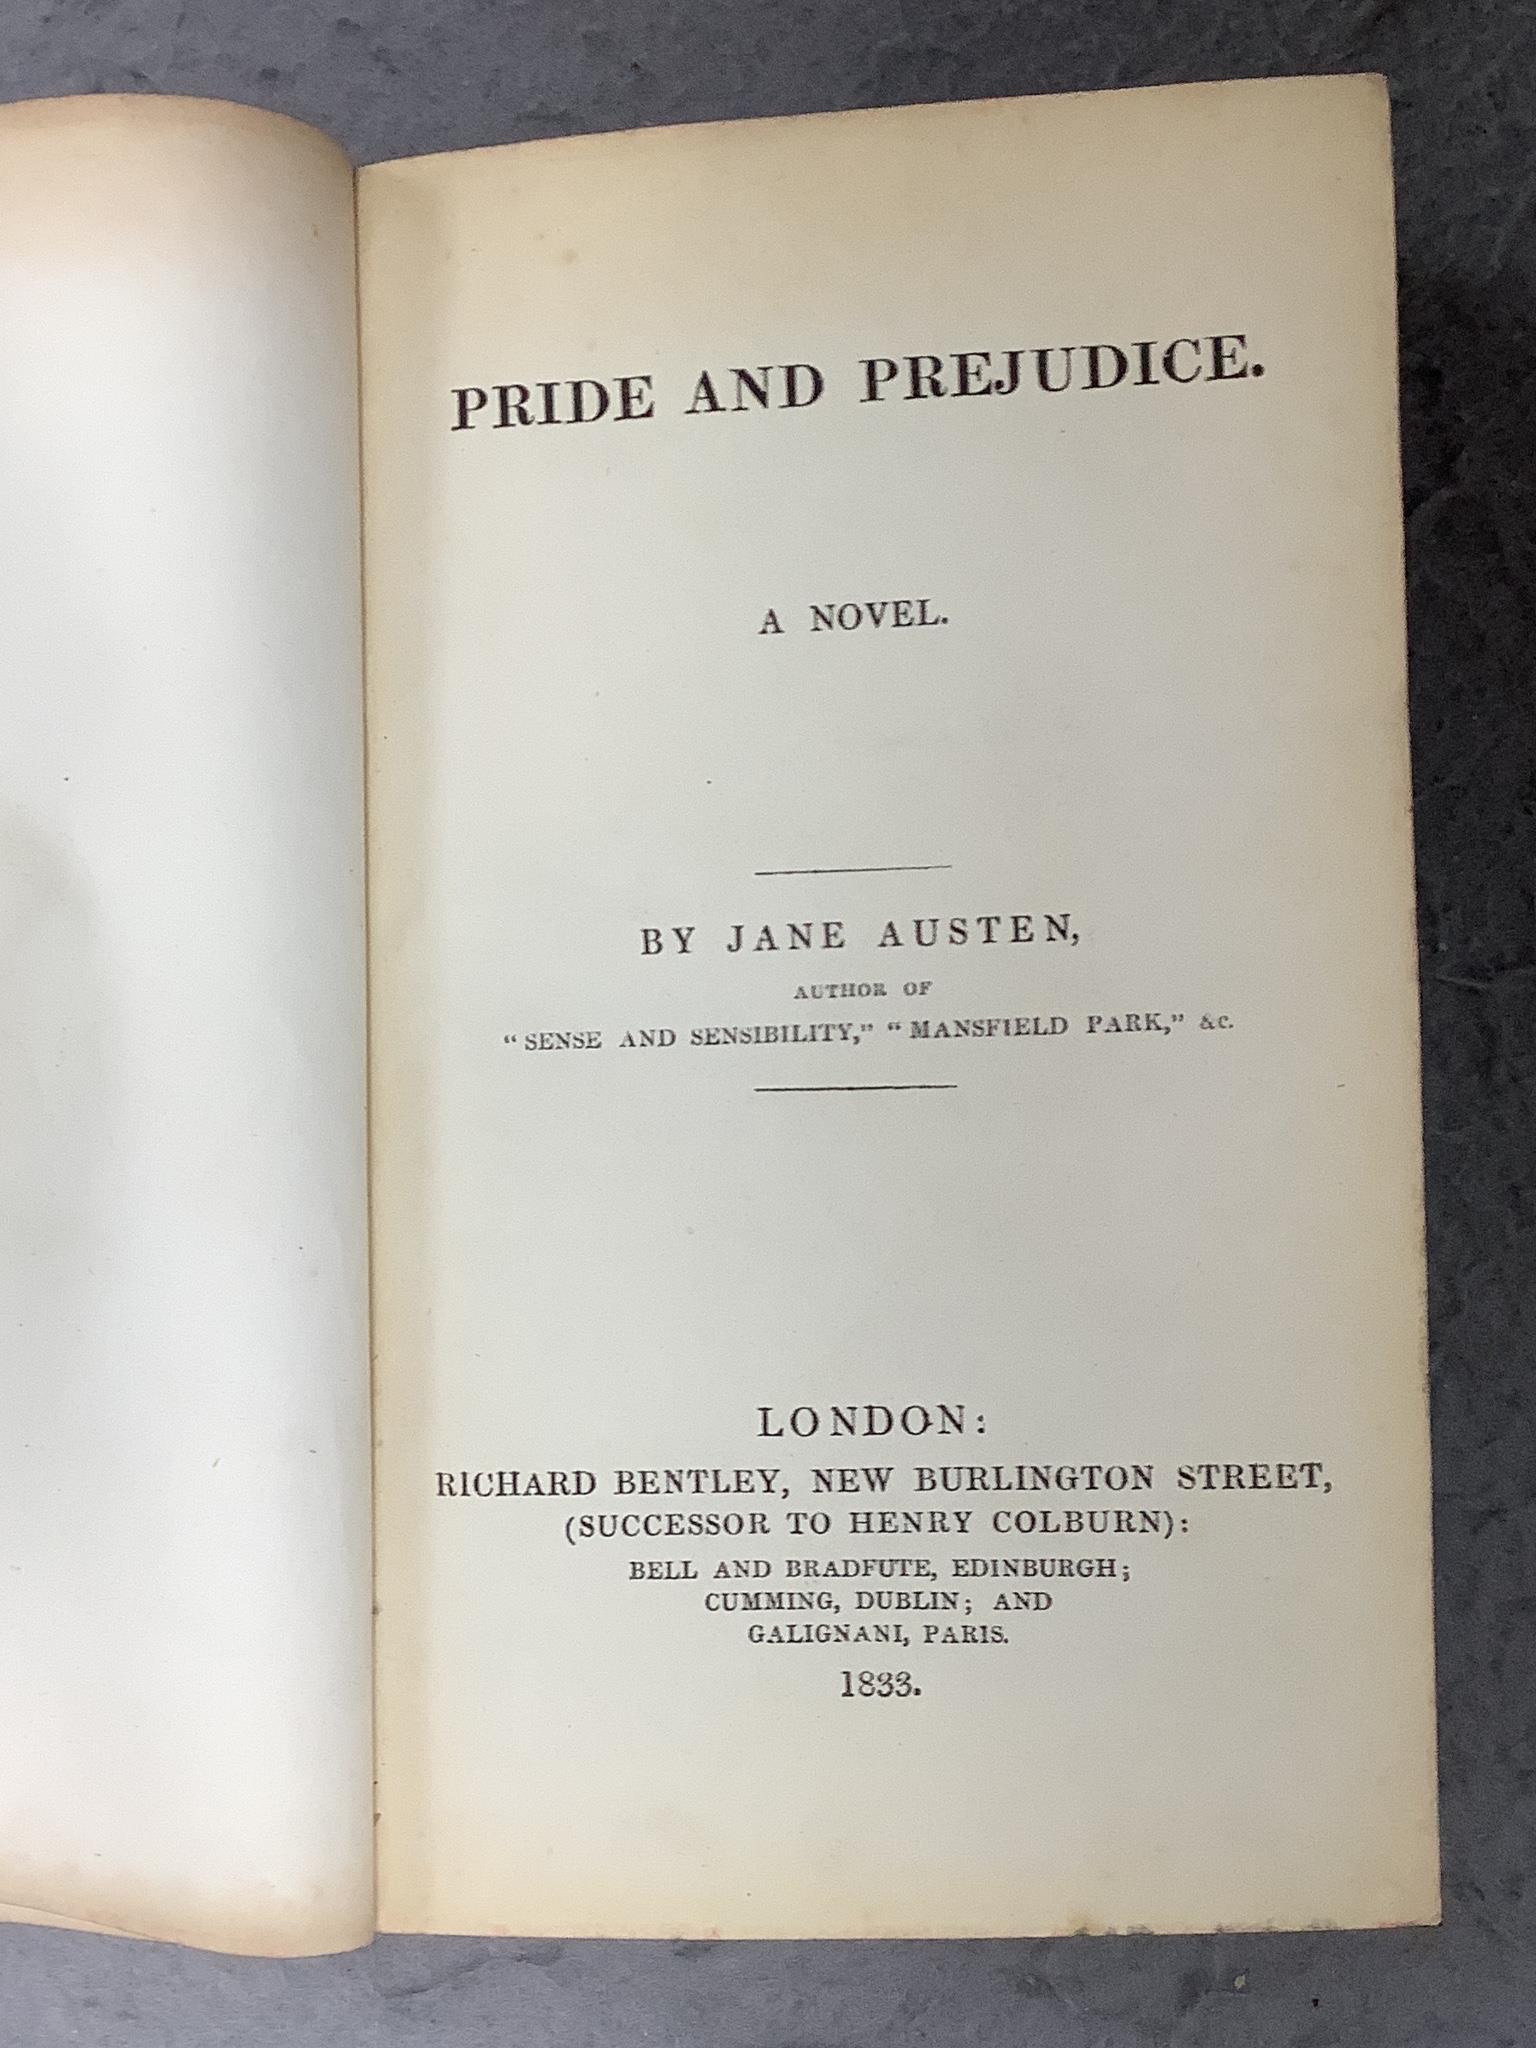 PRIDE AND PREJUDICE.
A NOVEL.
BY JANE AUSTEN,
AUTHOR OF
“SENSE AND SENSIBILITY,” “MANSFIELD PARK,” &c.
LONDON:
RICHARD BENTLEY, NEW BURLINGTON STREET,
(SUCCESSOR TO HENRY COLBURN):
BELL AND BRADFUTE, EDINBURGH;
CUMMING, DUBLIN; AND
GALIGNANI, PARIS.
1833.